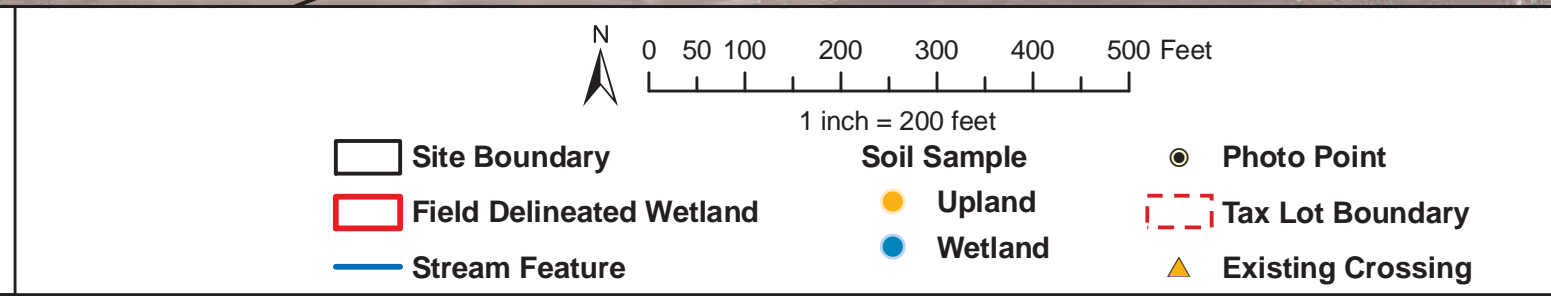 N
0 50 100 200 300 400 500 Feet
1 inch = 200 feet
Site Boundary
Field Delineated Wetland
Stream Feature
Soil Sample
Upland
Wetland
Photo Point
Tax Lot Boundary
Existing Crossing